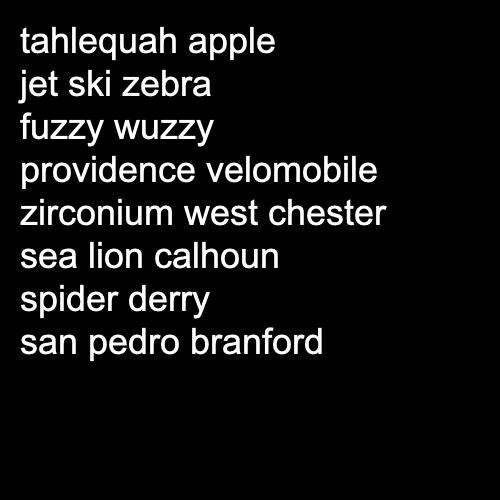 tahlequah apple
jet ski zebra
fuzzy wuzzy
providence velomobile
zirconium west chester
sea lion calhoun
spider derry
san pedro branford